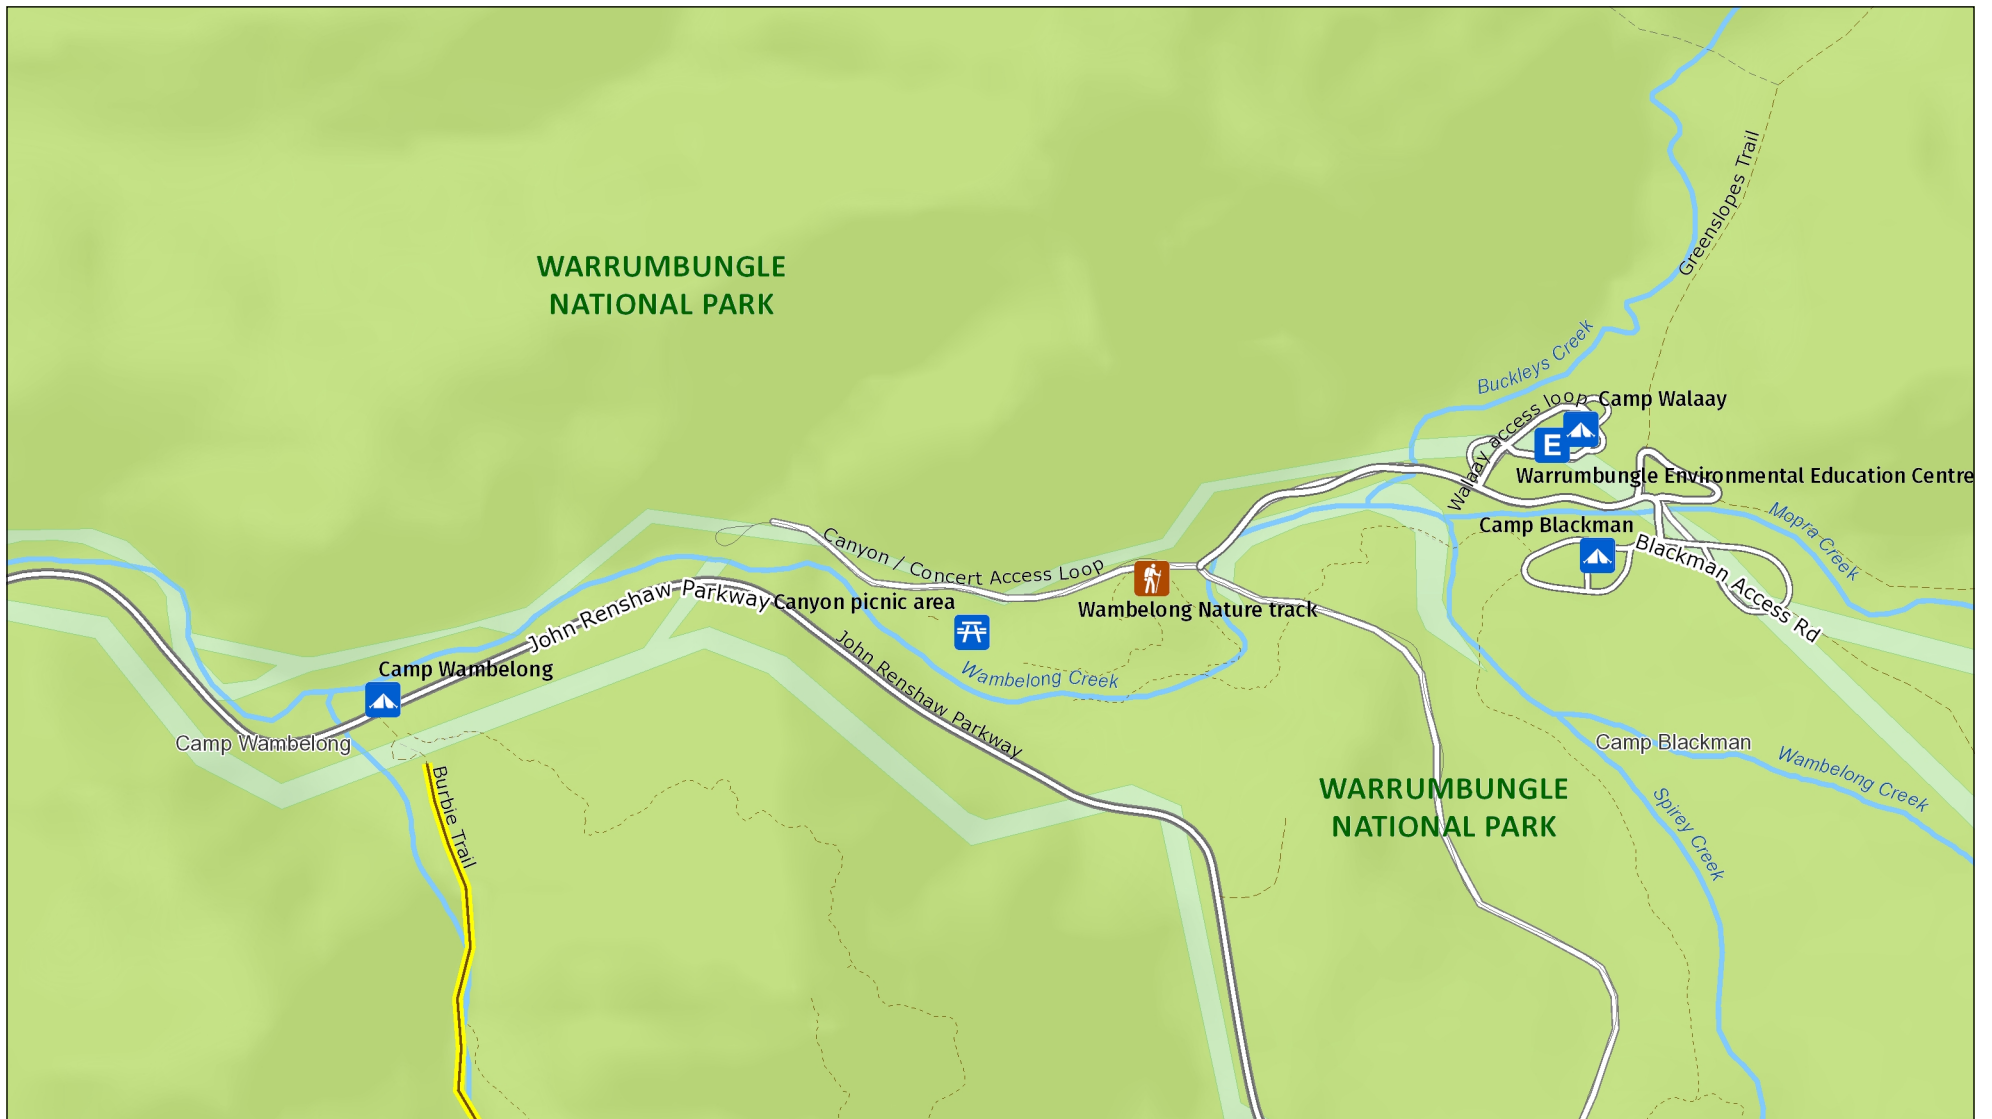 Greenslopes Trail
WARRUMBUNGLE
NATIONAL PARK
Buckleys Creek
Walaay access loop
Camp Walaay
E
Warrumbungle Environmental Education Centre
Camp Blackman
Mopra Creek
Blackman Access Rd
Canyon / Concert Access Loop
John Renshaw Parkway
Canyon picnic area
Wambelong Nature track
John Renshaw Parkway
Wambelong Creek
Camp Wambelong
Camp Wambelong
Camp Blackman
Wambelong Creek
Burbie Trail
WARRUMBUNGLE
NATIONAL PARK
Spirey Creek